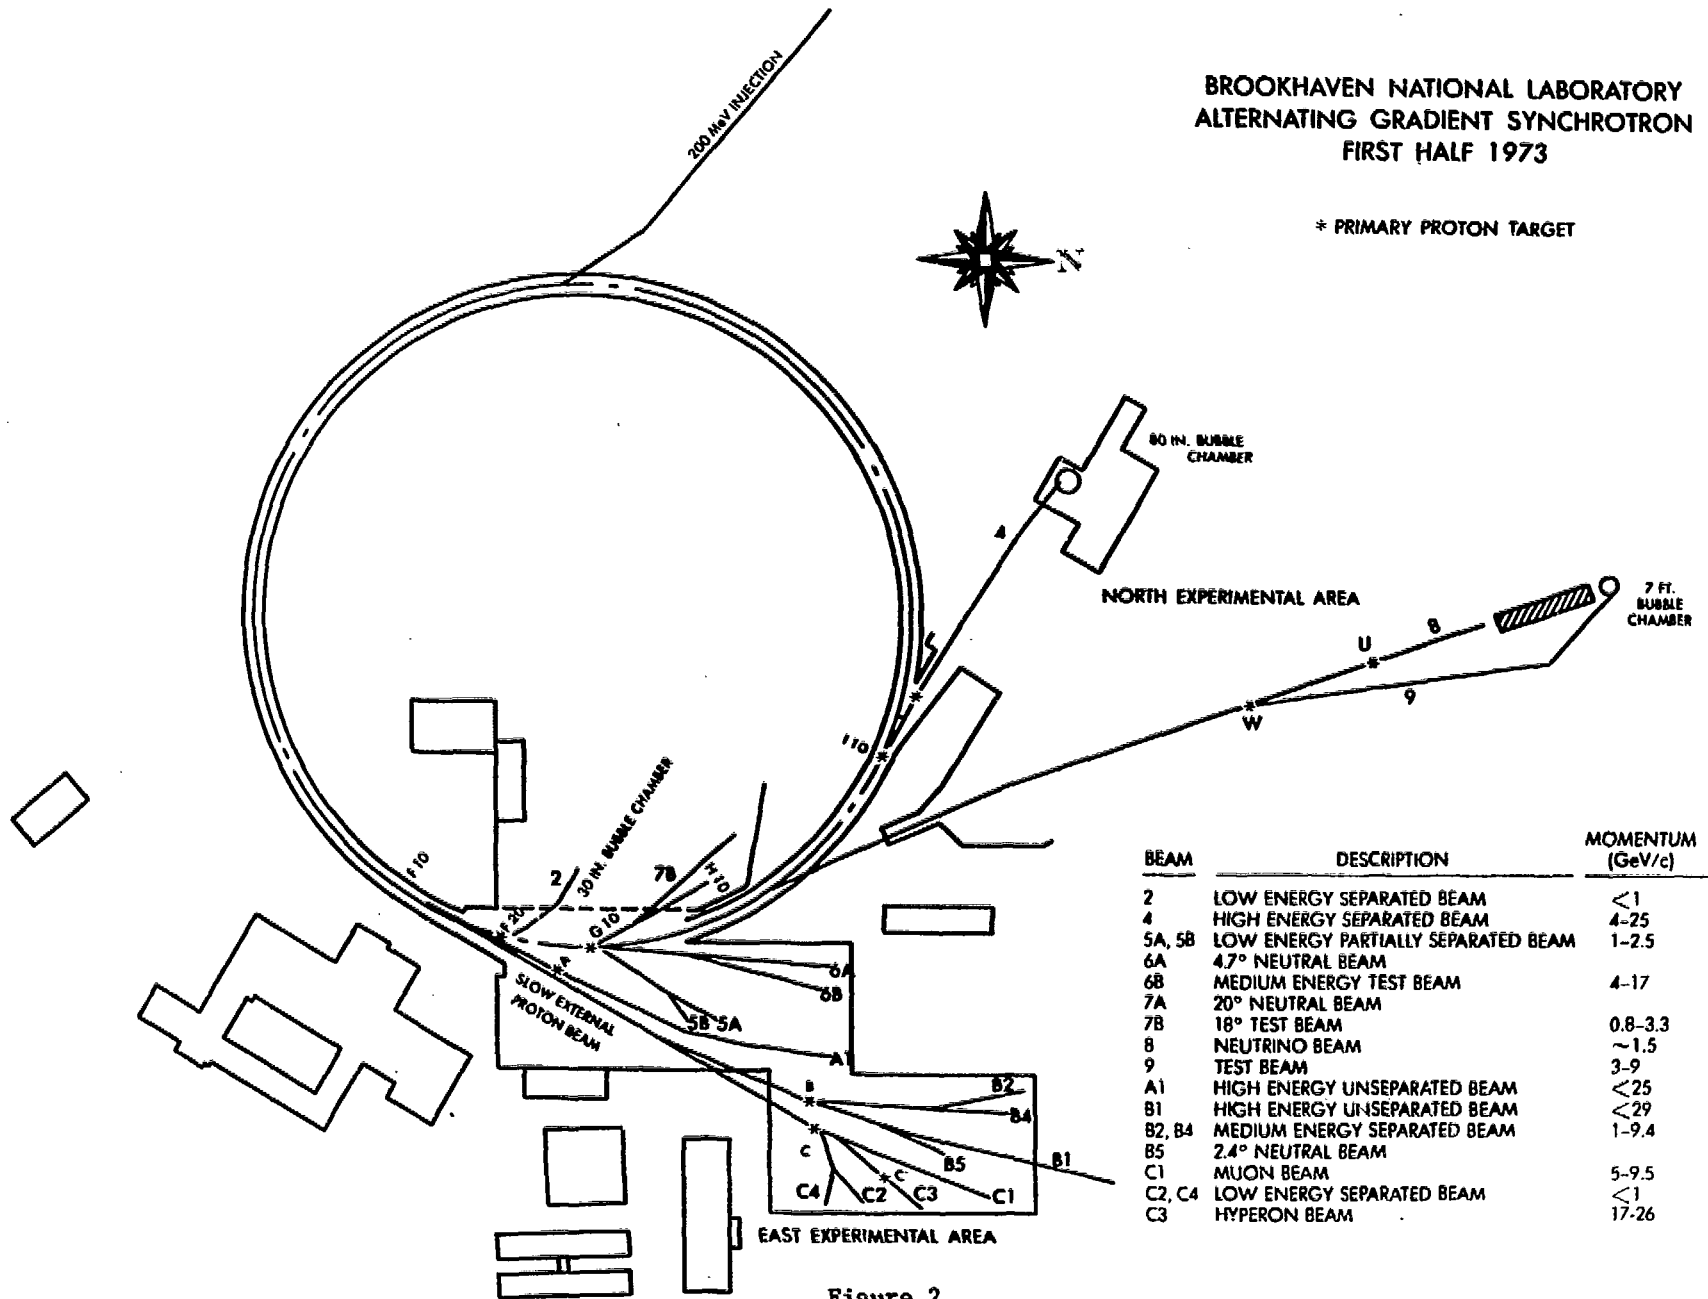 BROOKHAVEN NATIONAL LABORATORY
ALTERNATING GRADIENT SYNCHROTRON
FIRST HALF 1973
* PRIMARY PROTON TARGET
200 MeV INJECTION
N
80 IN. BUBBLE
CHAMBER
4
NORTH EXPERIMENTAL AREA
7 FT.
BUBBLE
CHAMBER
8
U
9
W
I 10
30 IN. BUBBLE CHAMBER
F 10
2
7B
H 10
F 20
G 10
A
6A
6B
SLOW EXTERNAL
PROTON BEAM
5B 5A
A1
B
B2
B4
C
B5
B1
C4
C2
C
C3
C1
EAST EXPERIMENTAL AREA
BEAM DESCRIPTION MOMENTUM
(GeV/c)
2 LOW ENERGY SEPARATED BEAM <1
4 HIGH ENERGY SEPARATED BEAM 4-25
5A, 5B LOW ENERGY PARTIALLY SEPARATED BEAM 1-2.5
6A 4.7° NEUTRAL BEAM
6B MEDIUM ENERGY TEST BEAM 4-17
7A 20° NEUTRAL BEAM
7B 18° TEST BEAM 0.8-3.3
8 NEUTRINO BEAM ~1.5
9 TEST BEAM 3-9
A1 HIGH ENERGY UNSEPARATED BEAM <25
B1 HIGH ENERGY UNSEPARATED BEAM <29
B2, B4 MEDIUM ENERGY SEPARATED BEAM 1-9.4
B5 2.4° NEUTRAL BEAM
C1 MUON BEAM 5-9.5
C2, C4 LOW ENERGY SEPARATED BEAM <1
C3 HYPERON BEAM 17-26
Figure 2